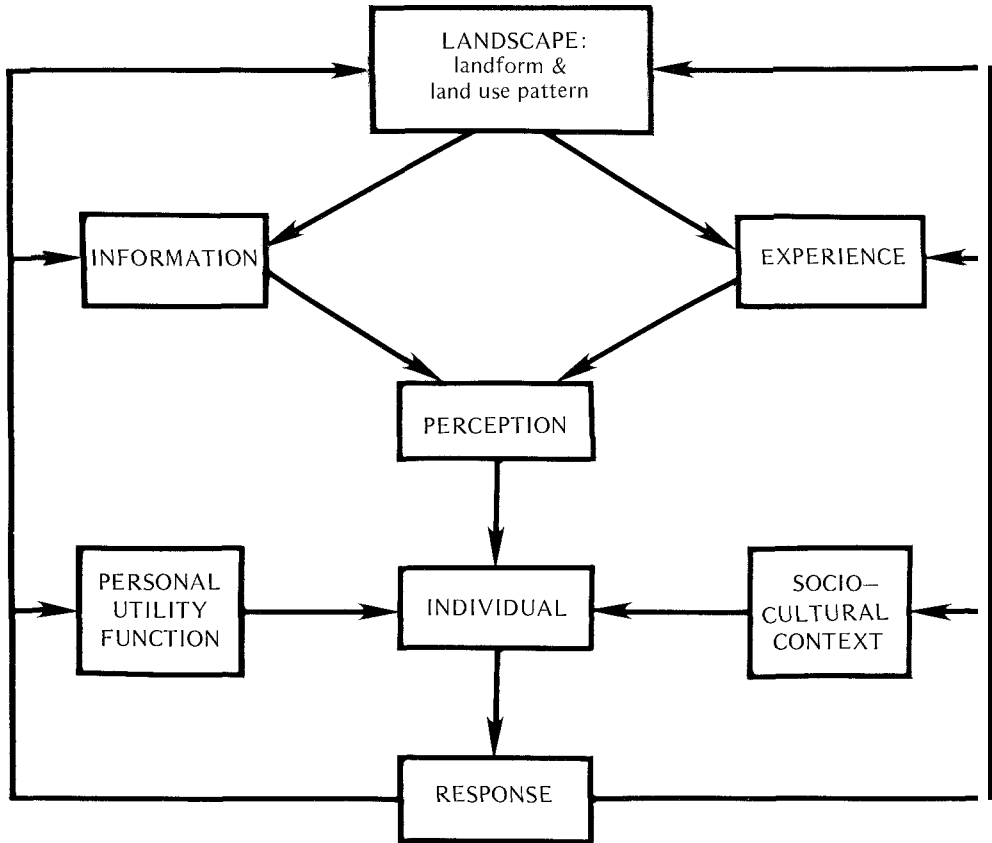 LANDSCAPE:
landform &
land use pattern
INFORMATION
EXPERIENCE
PERCEPTION
PERSONAL
UTILITY
FUNCTION
INDIVIDUAL
SOCIO—
CULTURAL
CONTEXT
RESPONSE